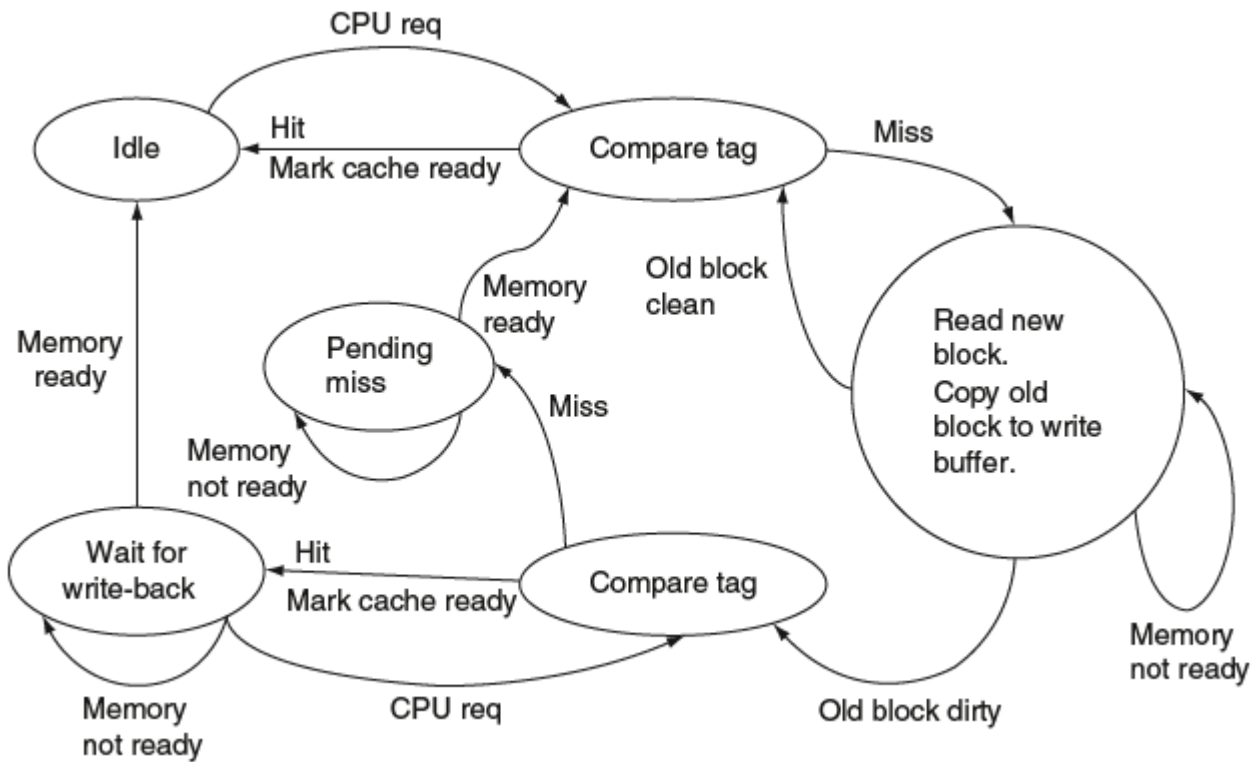 CPU req
Idle
Hit
Mark cache ready
Compare tag
Miss
Old block
clean
Memory
ready
Memory
ready
Pending
miss
Miss
Memory
not ready
Read new
block.
Copy old
block to write
buffer.
Wait for
write-back
Hit
Mark cache ready
Compare tag
Memory
not ready
CPU req
Old block dirty
Memory
not ready